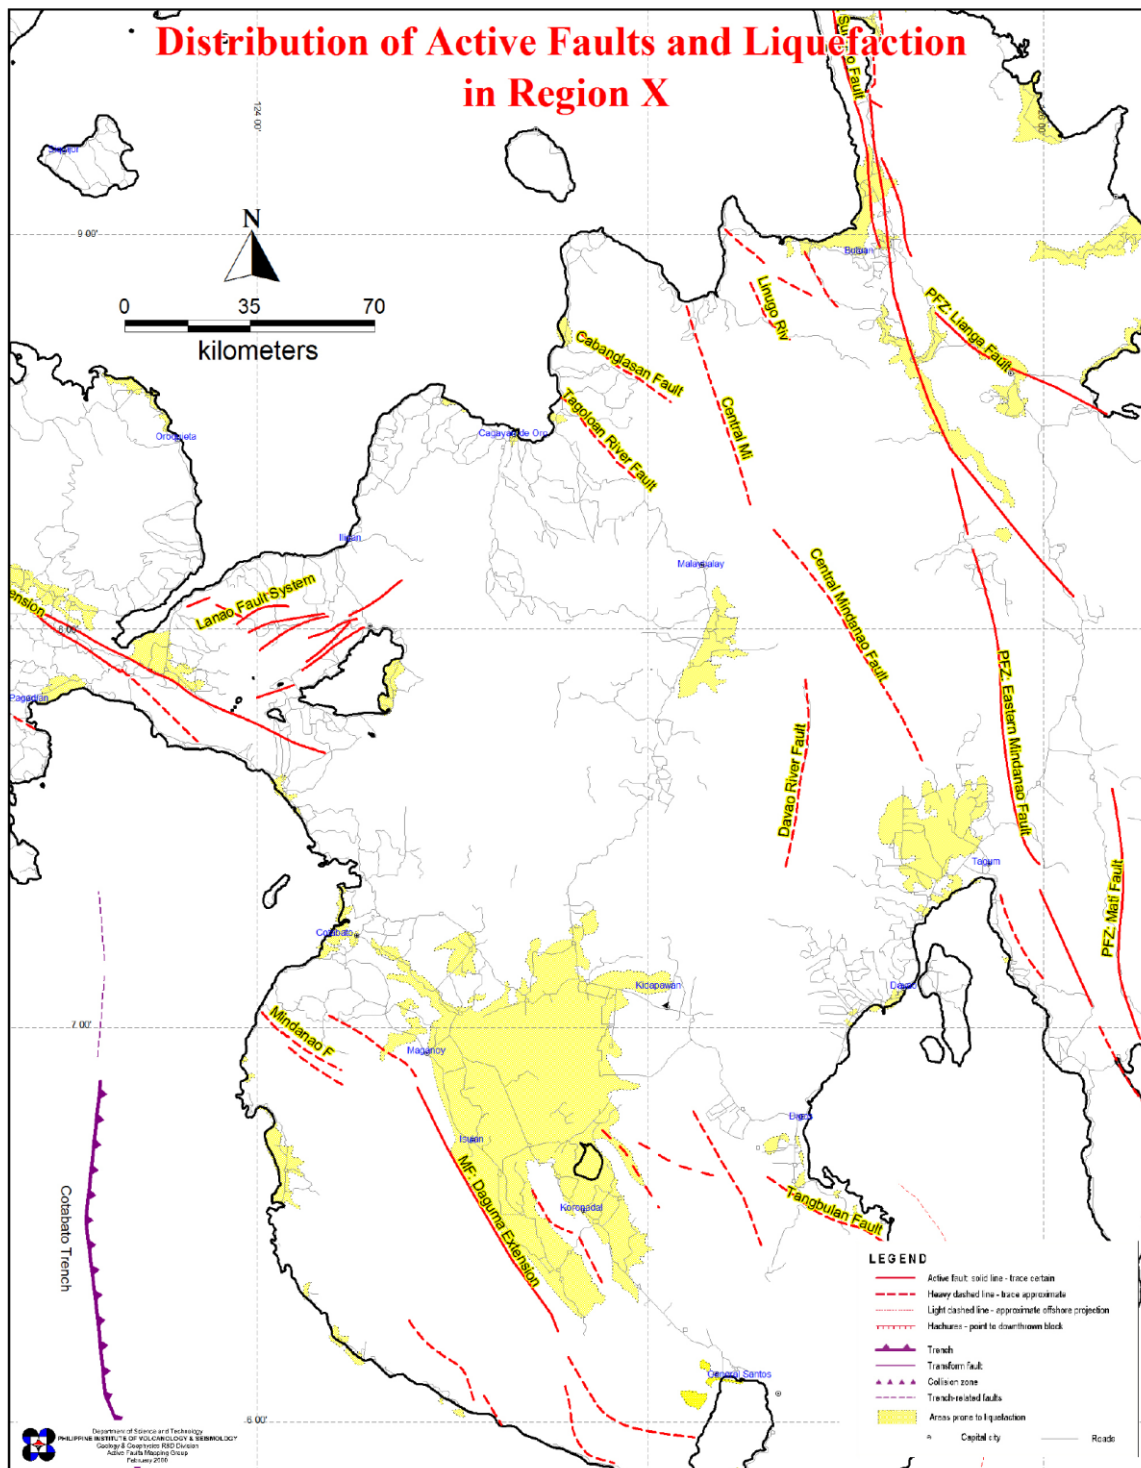 Distribution of Active Faults and Liquefaction
in Region X
124 00'
9 00'
N
0 35 70
kilometers
Butuan
Linugo Riv
PFZ: Lianga Fault
Cabanglasan Fault
Tagoloan River Fault
Central Mi
Oroquieta
Cagayan de Oro
Iligan
Malaybalay
Lanao Fault System
ension
8 00'
Central Mindanao Fault
Pagadian
PFZ: Eastern Mindanao Fault
Davao River Fault
Tagum
PFZ: Mati Fault
Cotabato
Kidapawan
Davao
7 00'
Mindanao F
Maganoy
Digos
Isulan
MF: Daguma Extension
Koronadal
Tangbulan Fault
Cotabato Trench
General Santos
6 00'
LEGEND
Active fault: solid line - trace certain
Heavy dashed line - trace approximate
Light dashed line - approximate offshore projection
Hachures - point to downthrown block
Trench
Transform fault
Collision zone
Trench-related faults
Areas prone to liquefaction
Capital city
Roads
Department of Science and Technology
PHILIPPINE INSTITUTE OF VOLCANOLOGY & SEISMOLOGY
Geology & Geophysics R&D Division
Active Faults Mapping Group
February 2000